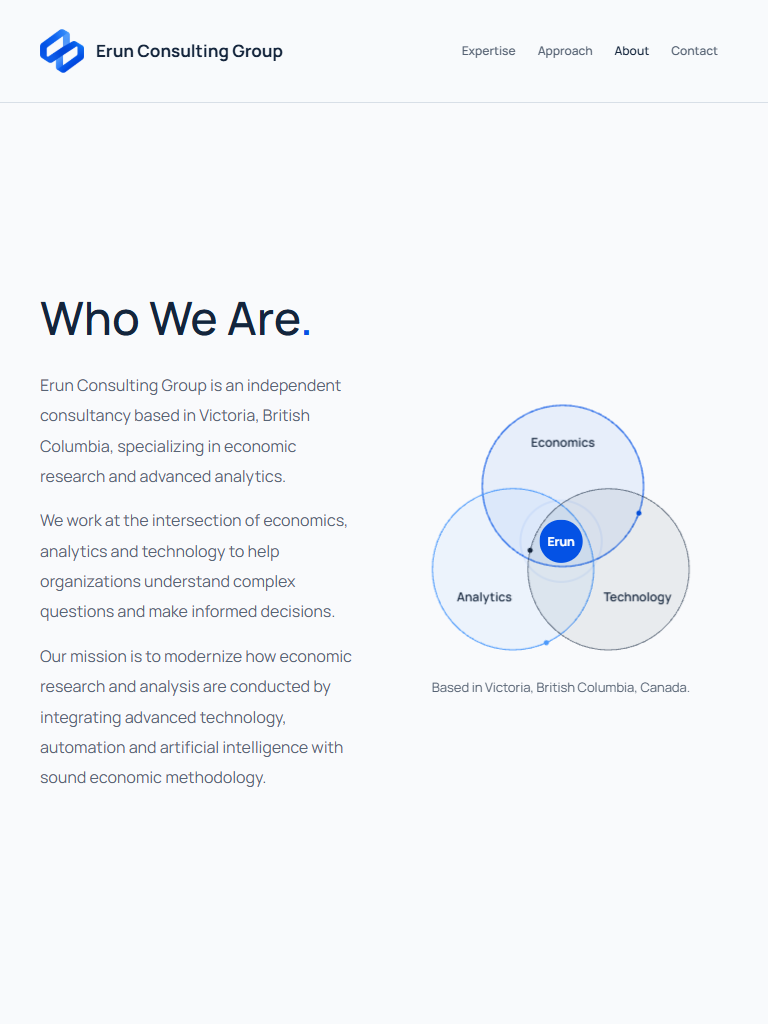 Erun Consulting Group
Expertise Approach About Contact
Who We Are.
Erun Consulting Group is an independent
consultancy based in Victoria, British
Columbia, specializing in economic
research and advanced analytics.
We work at the intersection of economics,
analytics and technology to help
organizations understand complex
questions and make informed decisions.
Our mission is to modernize how economic
research and analysis are conducted by
integrating advanced technology,
automation and artificial intelligence with
sound economic methodology.
Economics
Erun
Analytics
Technology
Based in Victoria, British Columbia, Canada.